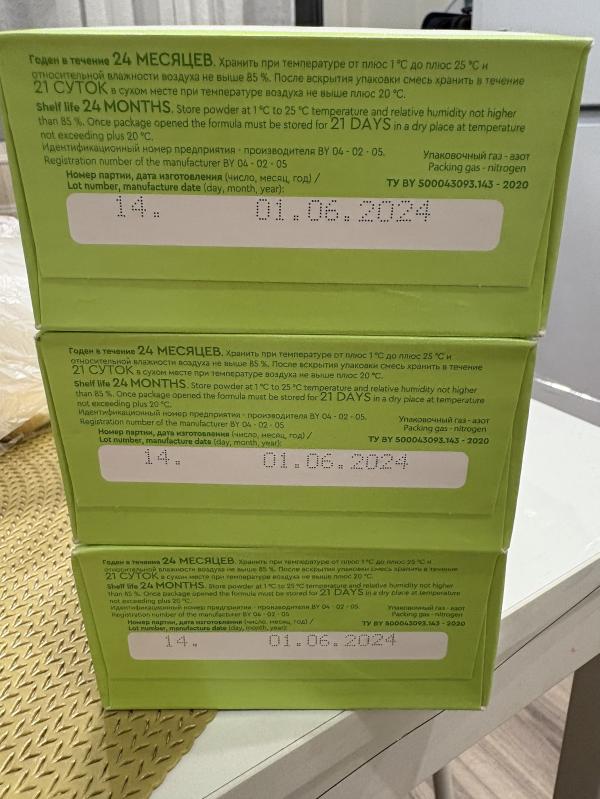 Годен в течение 24 МЕСЯЦЕВ. Хранить при температуре от плюс 1 °С до плюс 25 °С и
относительной влажности воздуха не выше 85 %. После вскрытия упаковки смесь хранить в течение
21 СУТОК в сухом месте при температуре воздуха не выше плюс 20 °С.
Shelf life 24 MONTHS. Store powder at 1 °C to 25 °C temperature and relative humidity not higher
than 85 %. Once package opened the formula must be stored for 21 DAYS in a dry place at temperature
not exceeding plus 20 °C.
Идентификационный номер предприятия - производителя BY 04 - 02 - 05.
Registration number of the manufacturer BY 04 - 02 - 05
Упаковочный газ - азот
Packing gas - nitrogen
Номер партии, дата изготовления (число, месяц, год) /
Lot number, manufacture date (day, month, year):
ТУ BY 500043093.143 - 2020
14. 01.06.2024
Годен в течение 24 МЕСЯЦЕВ. Хранить при температуре от плюс 1 °С до плюс 25 °С и
относительной влажности воздуха не выше 85 %. После вскрытия упаковки смесь хранить в течение
21 СУТОК в сухом месте при температуре воздуха не выше плюс 20 °С.
Shelf life 24 MONTHS. Store powder at 1 °C to 25 °C temperature and relative humidity not higher
than 85 %. Once package opened the formula must be stored for 21 DAYS in a dry place at temperature
not exceeding plus 20 °C.
Идентификационный номер предприятия - производителя BY 04 - 02 - 05.
Registration number of the manufacturer BY 04 - 02 - 05
Упаковочный газ - азот
Packing gas - nitrogen
Номер партии, дата изготовления (число, месяц, год) /
Lot number, manufacture date (day, month, year):
ТУ BY 500043093.143 - 2020
14. 01.06.2024
Годен в течение 24 МЕСЯЦЕВ. Хранить при температуре от плюс 1 °С до плюс 25 °С и
относительной влажности воздуха не выше 85 %. После вскрытия упаковки смесь хранить в течение
21 СУТОК в сухом месте при температуре воздуха не выше плюс 20 °С.
Shelf life 24 MONTHS. Store powder at 1 °C to 25 °C temperature and relative humidity not higher
than 85 %. Once package opened the formula must be stored for 21 DAYS in a dry place at temperature
not exceeding plus 20 °C.
Идентификационный номер предприятия - производителя BY 04 - 02 - 05.
Registration number of the manufacturer BY 04 - 02 - 05
Упаковочный газ - азот
Packing gas - nitrogen
Номер партии, дата изготовления (число, месяц, год) /
Lot number, manufacture date (day, month, year):
ТУ BY 500043093.143 - 2020
14. 01.06.2024